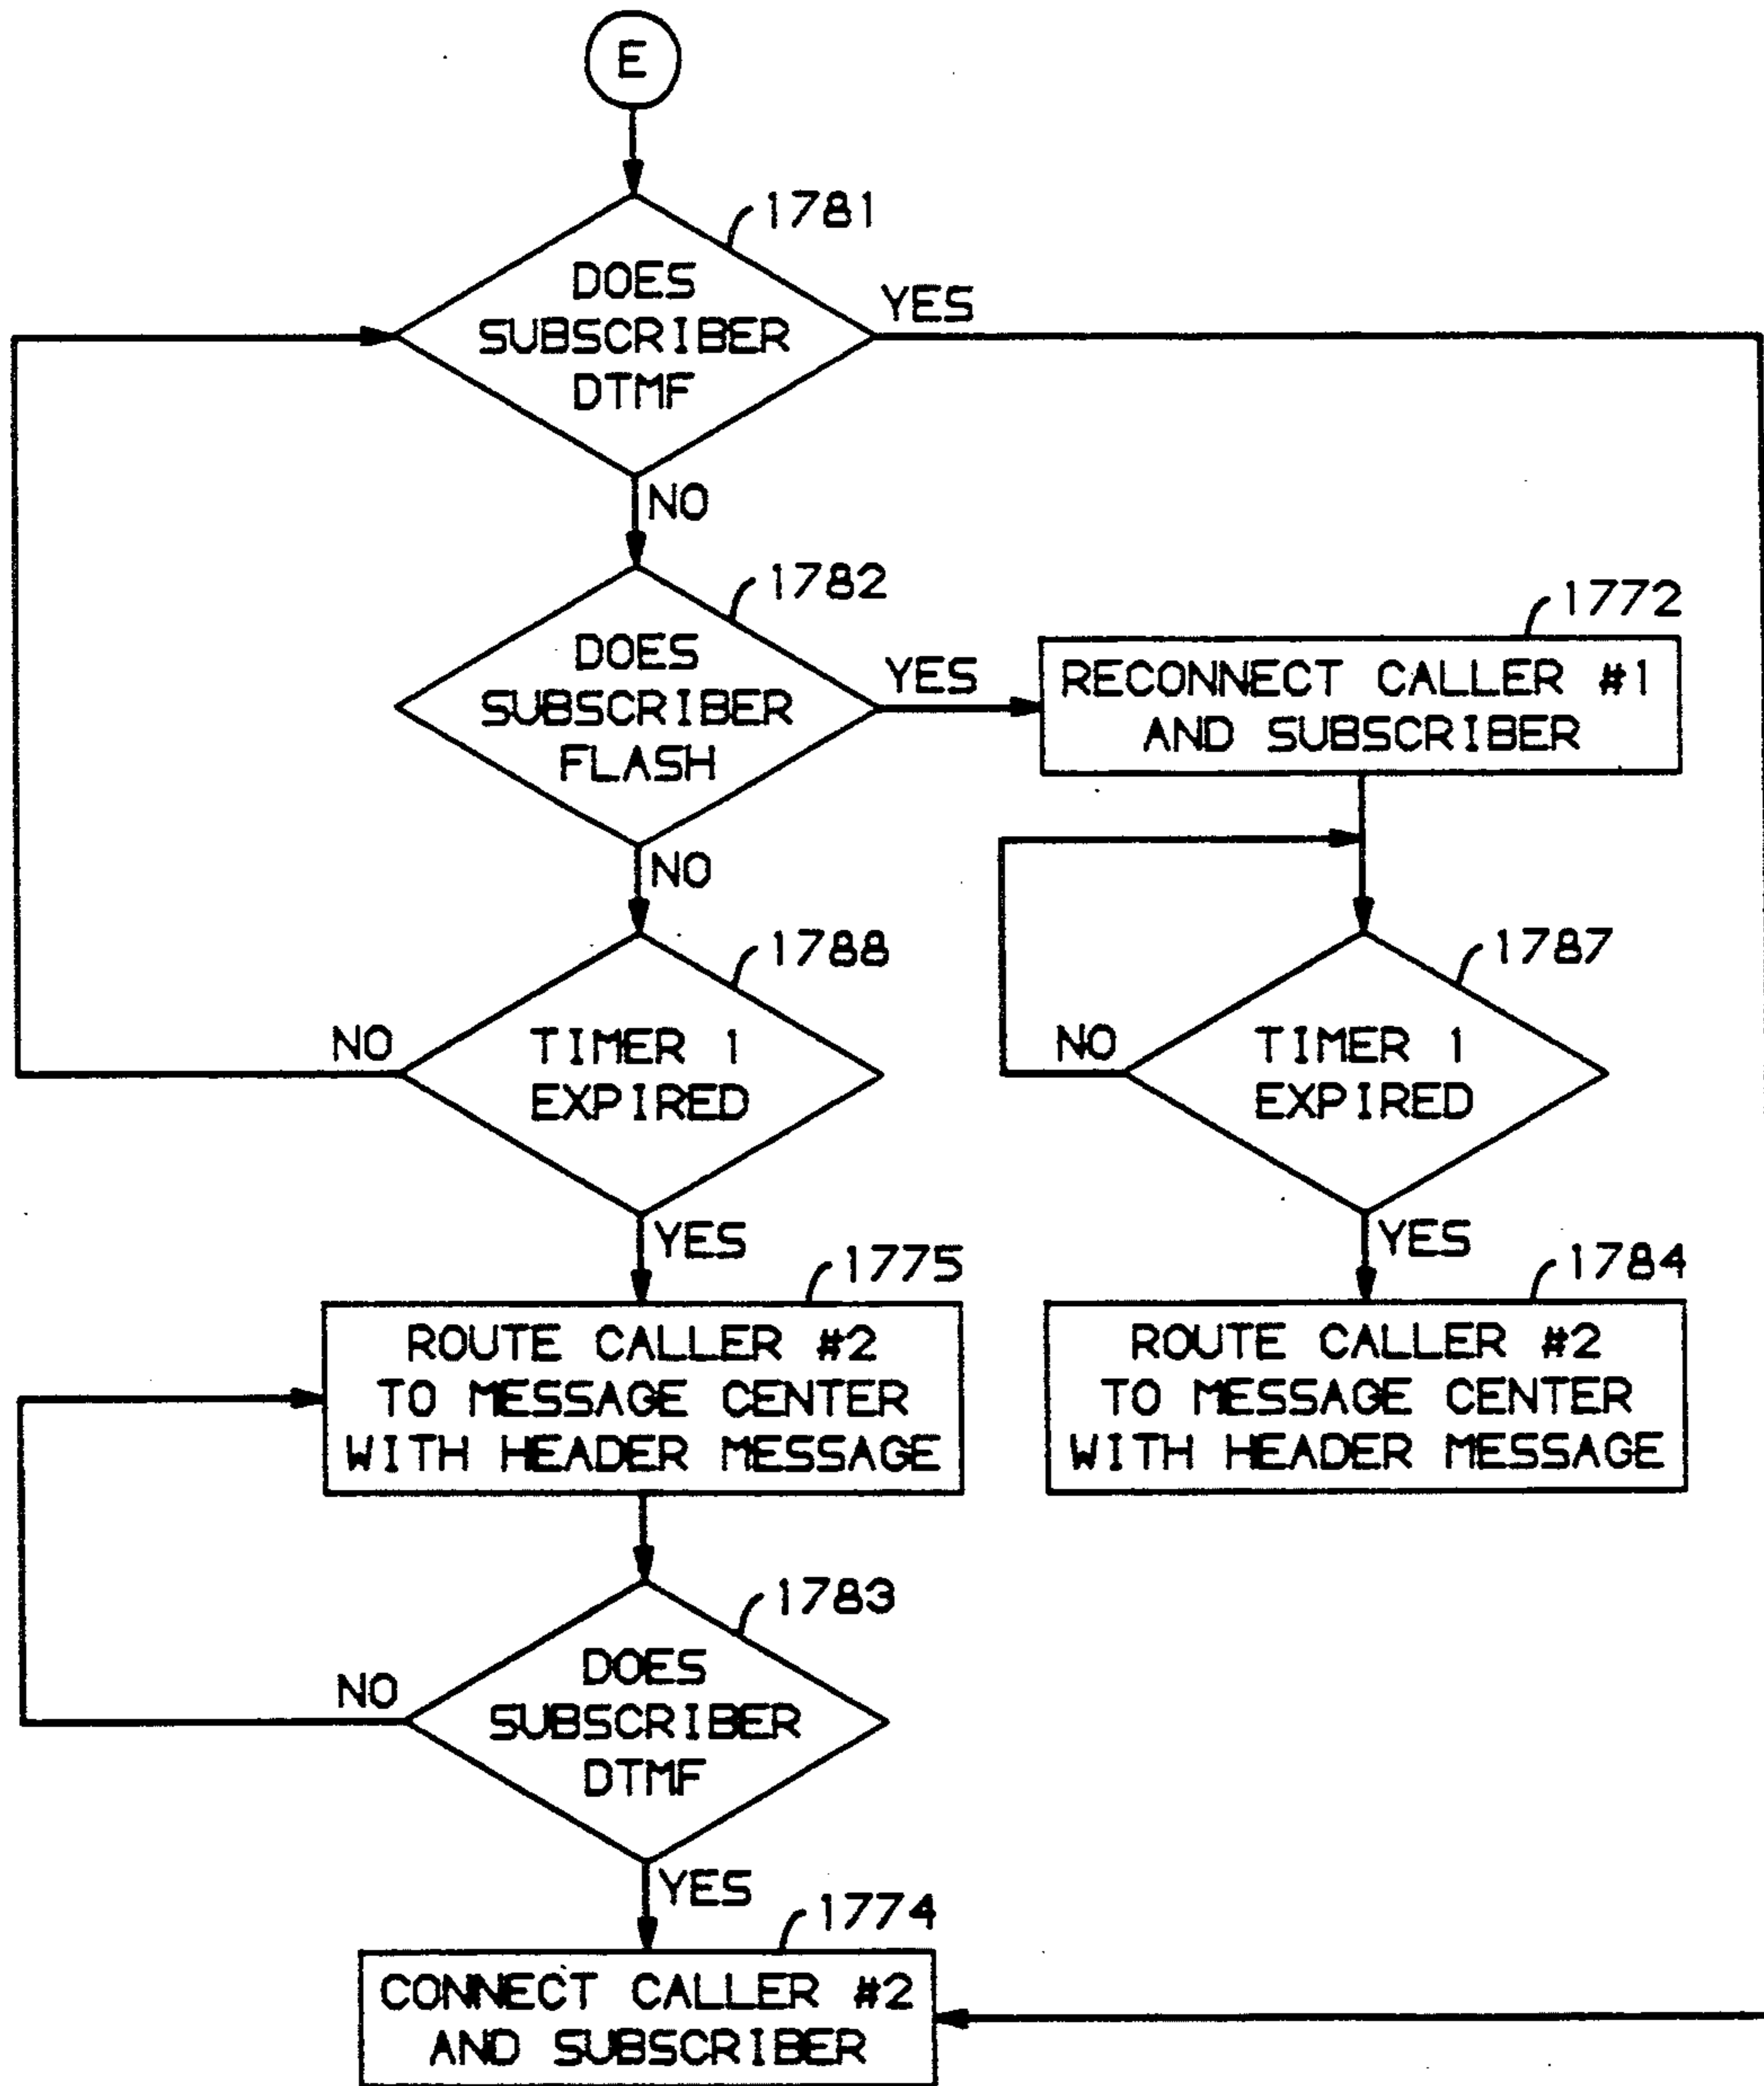 E
1781
DOES
SUBSCRIBER
DTMF
YES
NO
1782
DOES
SUBSCRIBER
FLASH
YES
1772
RECONNECT CALLER #1
AND SUBSCRIBER
NO
1788
TIMER 1
EXPIRED
NO
1787
TIMER 1
EXPIRED
NO
YES
YES
1775
ROUTE CALLER #2
TO MESSAGE CENTER
WITH HEADER MESSAGE
1784
ROUTE CALLER #2
TO MESSAGE CENTER
WITH HEADER MESSAGE
1783
DOES
SUBSCRIBER
DTMF
NO
YES
1774
CONNECT CALLER #2
AND SUBSCRIBER